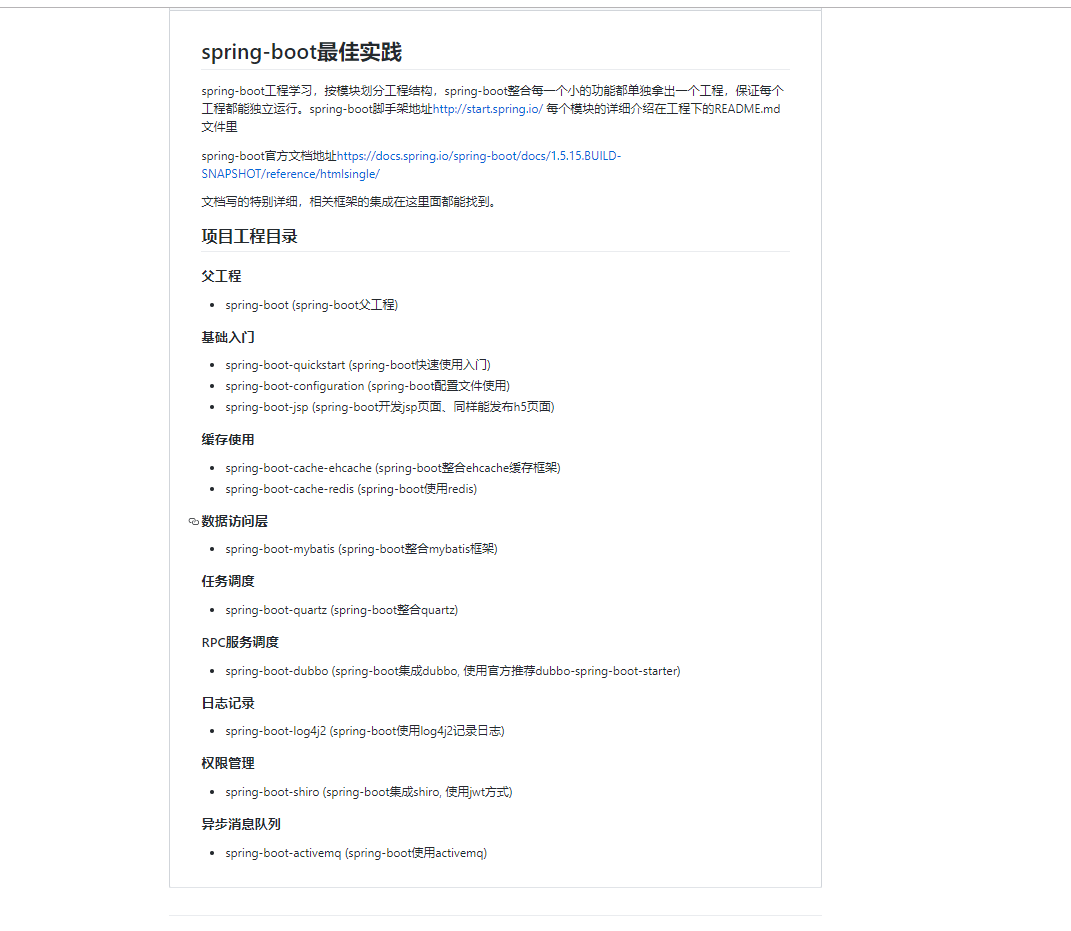 spring-boot最佳实践
spring-boot工程学习，按模块划分工程结构，spring-boot整合每一个小的功能都单独拿出一个工程，保证每个
工程都能独立运行。spring-boot脚手架地址http://start.spring.io/ 每个模块的详细介绍在工程下的README.md
文件里
spring-boot官方文档地址https://docs.spring.io/spring-boot/docs/1.5.15.BUILD-
SNAPSHOT/reference/htmlsingle/
文档写的特别详细，相关框架的集成在这里面都能找到。
项目工程目录
父工程
• spring-boot (spring-boot父工程)
基础入门
• spring-boot-quickstart (spring-boot快速使用入门)
• spring-boot-configuration (spring-boot配置文件使用)
• spring-boot-jsp (spring-boot开发jsp页面、同样能发布h5页面)
缓存使用
• spring-boot-cache-ehcache (spring-boot整合ehcache缓存框架)
• spring-boot-cache-redis (spring-boot使用redis)
数据访问层
• spring-boot-mybatis (spring-boot整合mybatis框架)
任务调度
• spring-boot-quartz (spring-boot整合quartz)
RPC服务调度
• spring-boot-dubbo (spring-boot集成dubbo, 使用官方推荐dubbo-spring-boot-starter)
日志记录
• spring-boot-log4j2 (spring-boot使用log4j2记录日志)
权限管理
• spring-boot-shiro (spring-boot集成shiro, 使用jwt方式)
异步消息队列
• spring-boot-activemq (spring-boot使用activemq)